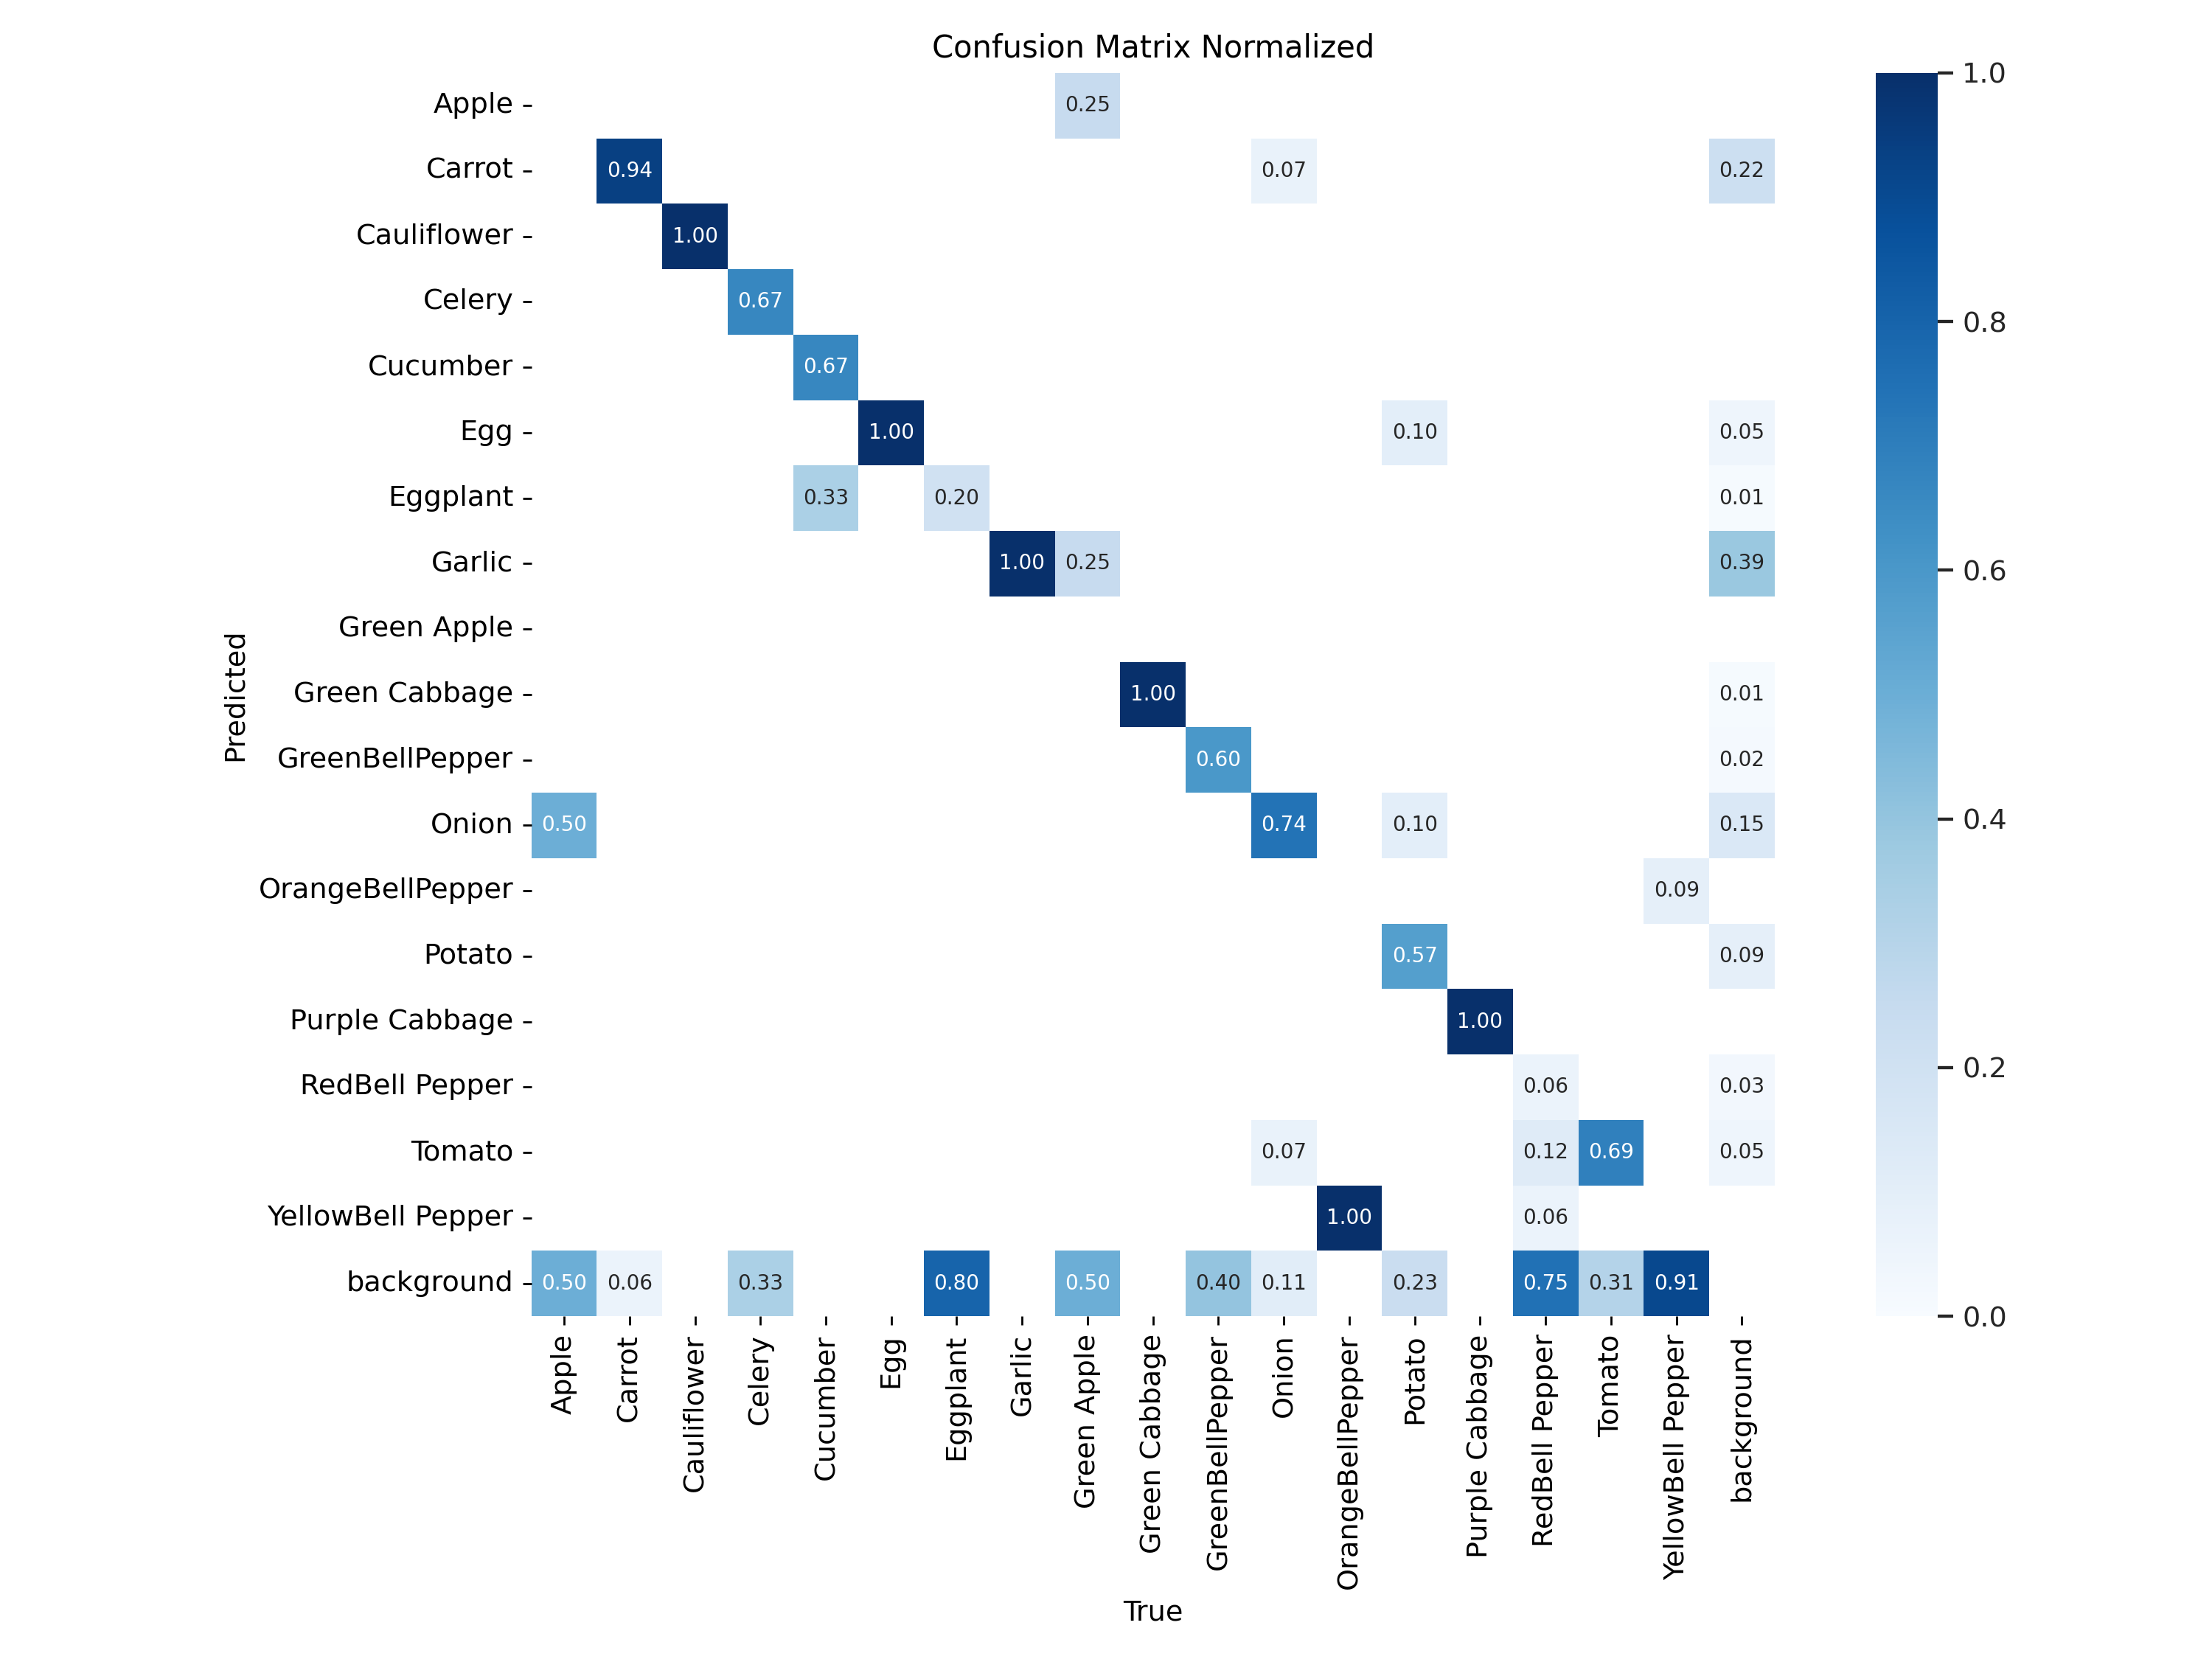 Confusion Matrix Normalized
Apple 0.25
Carrot 0.94 0.07 0.22
Cauliflower 1.00
Celery 0.67
Cucumber 0.67
Egg 1.00 0.10 0.05
Eggplant 0.33 0.20 0.01
Garlic 1.00 0.25 0.39
Green Apple
Green Cabbage 1.00 0.01
GreenBellPepper 0.60 0.02
Onion 0.50 0.74 0.10 0.15
OrangeBellPepper 0.09
Potato 0.57 0.09
Purple Cabbage 1.00
RedBell Pepper 0.06 0.03
Tomato 0.07 0.12 0.69 0.05
YellowBell Pepper 1.00 0.06
background 0.50 0.06 0.33 0.80 0.50 0.40 0.11 0.23 0.75 0.31 0.91
Predicted
Apple
Carrot
Cauliflower
Celery
Cucumber
Egg
Eggplant
Garlic
Green Apple
Green Cabbage
GreenBellPepper
Onion
OrangeBellPepper
Potato
Purple Cabbage
RedBell Pepper
Tomato
YellowBell Pepper
background
True
1.0
0.8
0.6
0.4
0.2
0.0